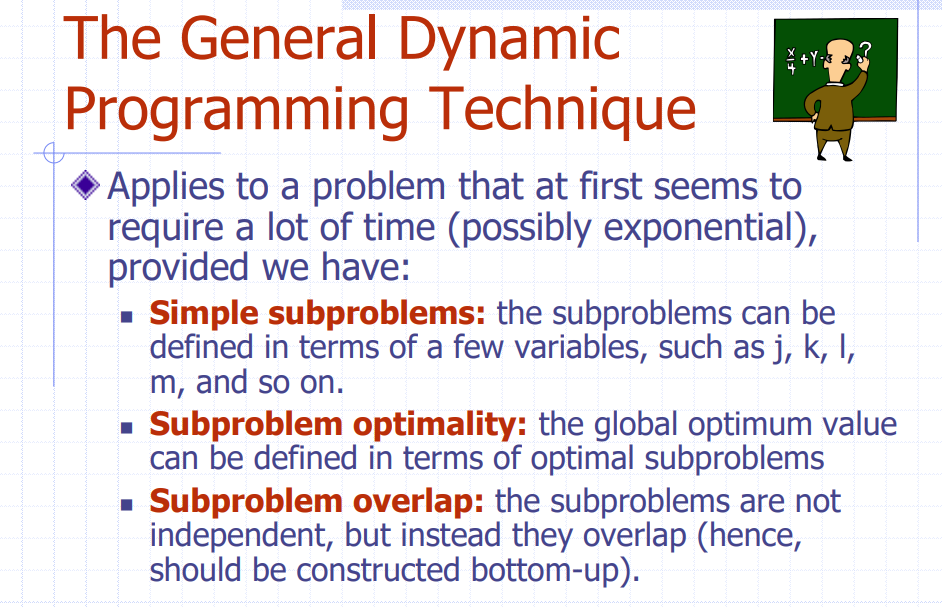 The General Dynamic
Programming Technique
x/4 + Y - ?
Applies to a problem that at first seems to
require a lot of time (possibly exponential),
provided we have:
Simple subproblems: the subproblems can be
defined in terms of a few variables, such as j, k, l,
m, and so on.
Subproblem optimality: the global optimum value
can be defined in terms of optimal subproblems
Subproblem overlap: the subproblems are not
independent, but instead they overlap (hence,
should be constructed bottom-up).